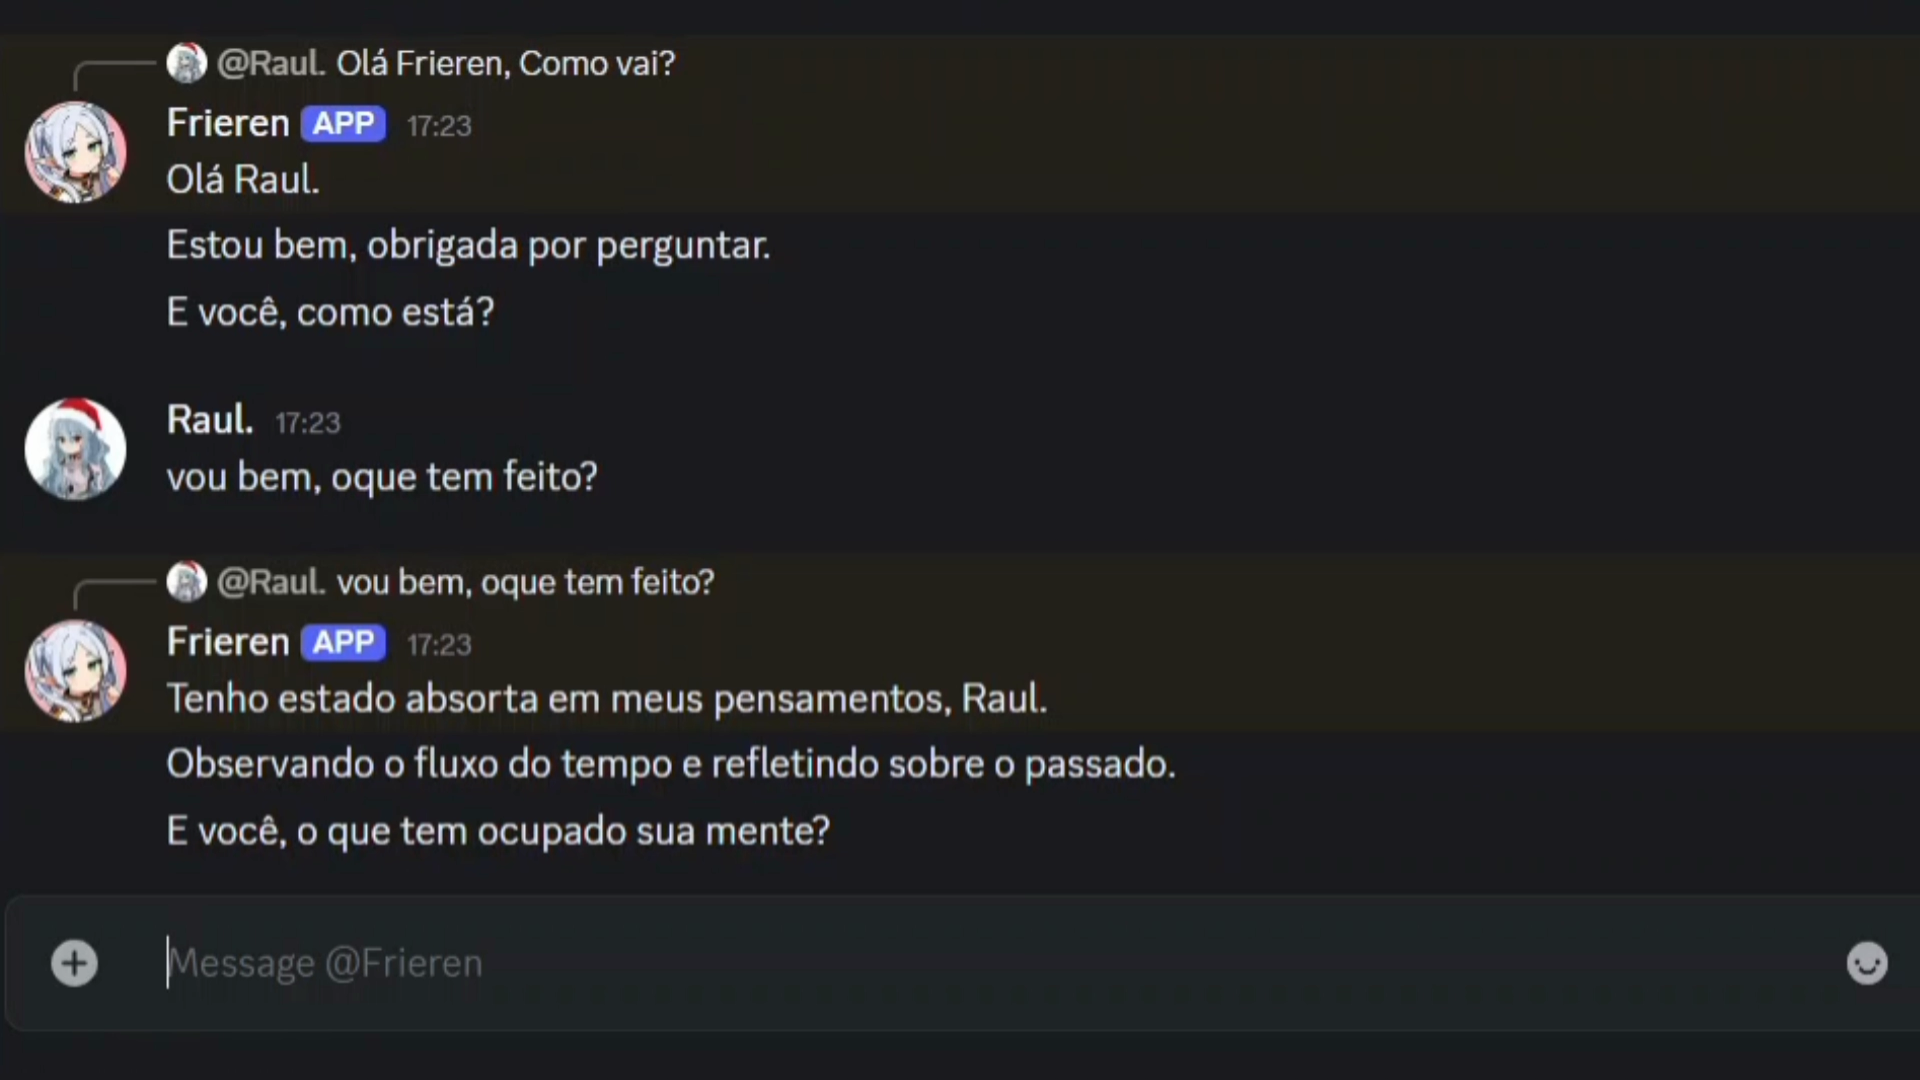 @Raul. Olá Frieren, Como vai?
Frieren APP 17:23
Olá Raul.
Estou bem, obrigada por perguntar.
E você, como está?
Raul. 17:23
vou bem, oque tem feito?
@Raul. vou bem, oque tem feito?
Frieren APP 17:23
Tenho estado absorta em meus pensamentos, Raul.
Observando o fluxo do tempo e refletindo sobre o passado.
E você, o que tem ocupado sua mente?
Message @Frieren